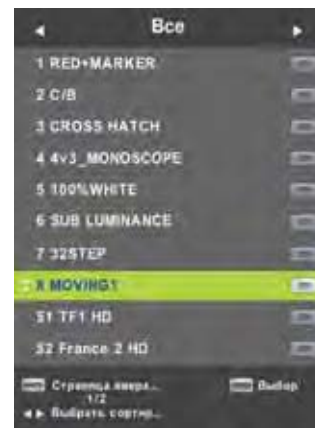 Все
1 RED+MARKER
2 C/B
3 CROSS HATCH
4 4v3_MONOSCOPE
5 100%WHITE
6 SUB LUMINANCE
7 32STEP
8 MOVING1
51 TF1 HD
52 France 2 HD
Страница вверх...
1/2
Выбор
Выбрать сортир...